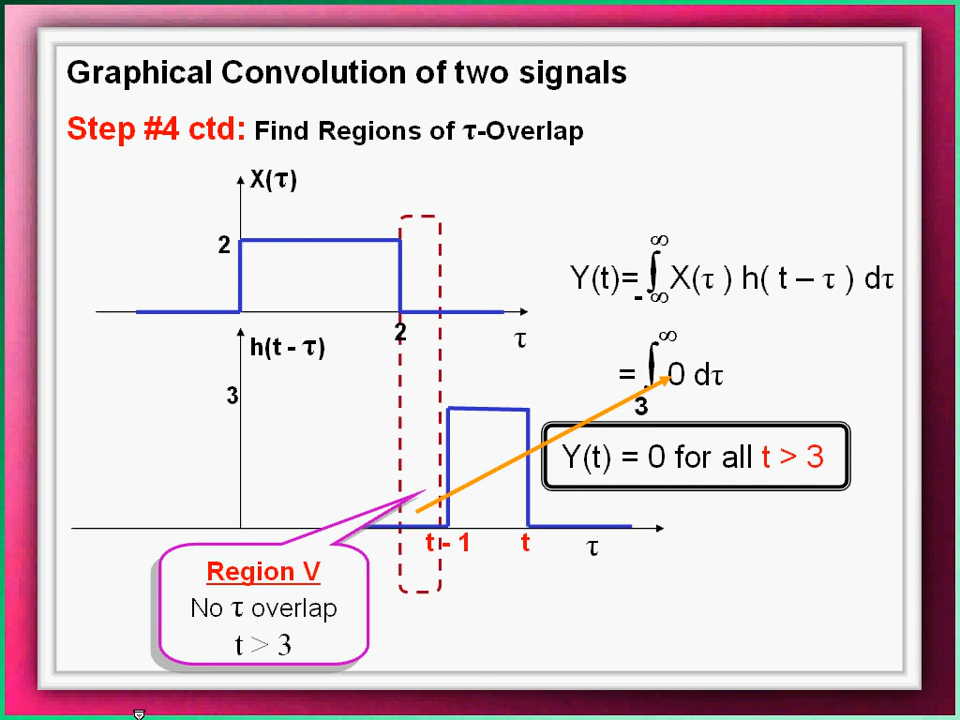 Graphical Convolution of two signals
Step #4 ctd: Find Regions of τ-Overlap
X(τ)
2
2
τ
h(t - τ)
3
t - 1
t
τ
Y(t)= ∫ X(τ ) h( t – τ ) dτ
∞
- ∞
= ∫ 0 dτ
∞
3
Y(t) = 0 for all t > 3
Region V
No τ overlap
t > 3